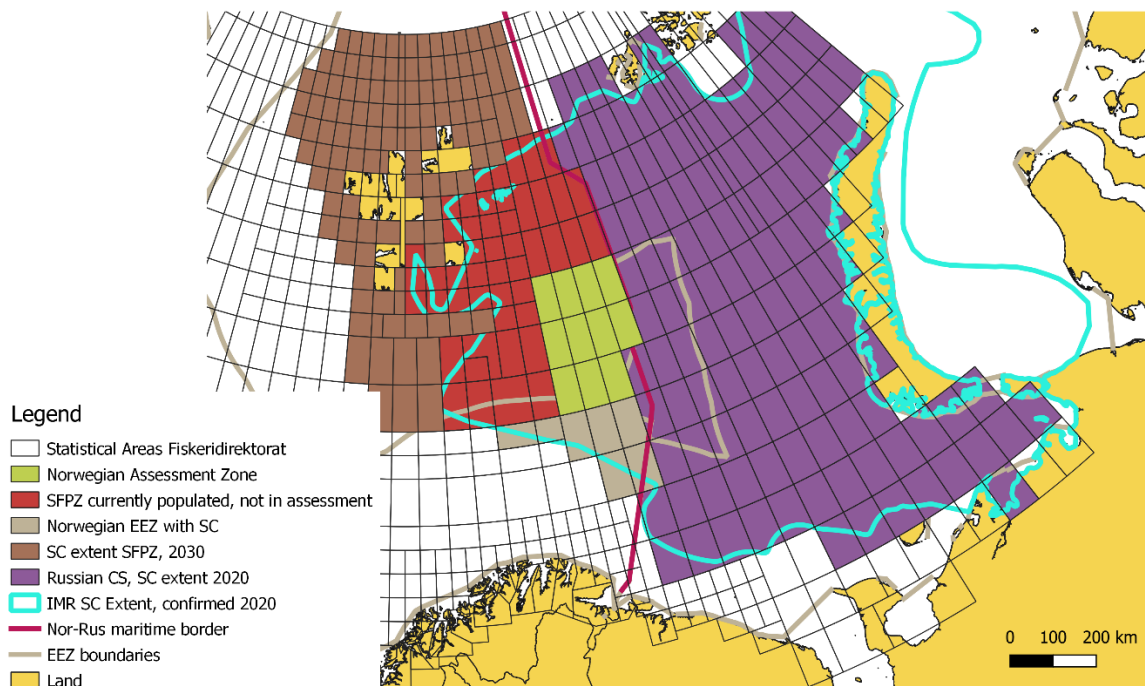 Legend
Statistical Areas Fiskeridirektorat
Norwegian Assessment Zone
SFPZ currently populated, not in assessment
Norwegian EEZ with SC
SC extent SFPZ, 2030
Russian CS, SC extent 2020
IMR SC Extent, confirmed 2020
Nor-Rus maritime border
EEZ boundaries
Land
0 100 200 km